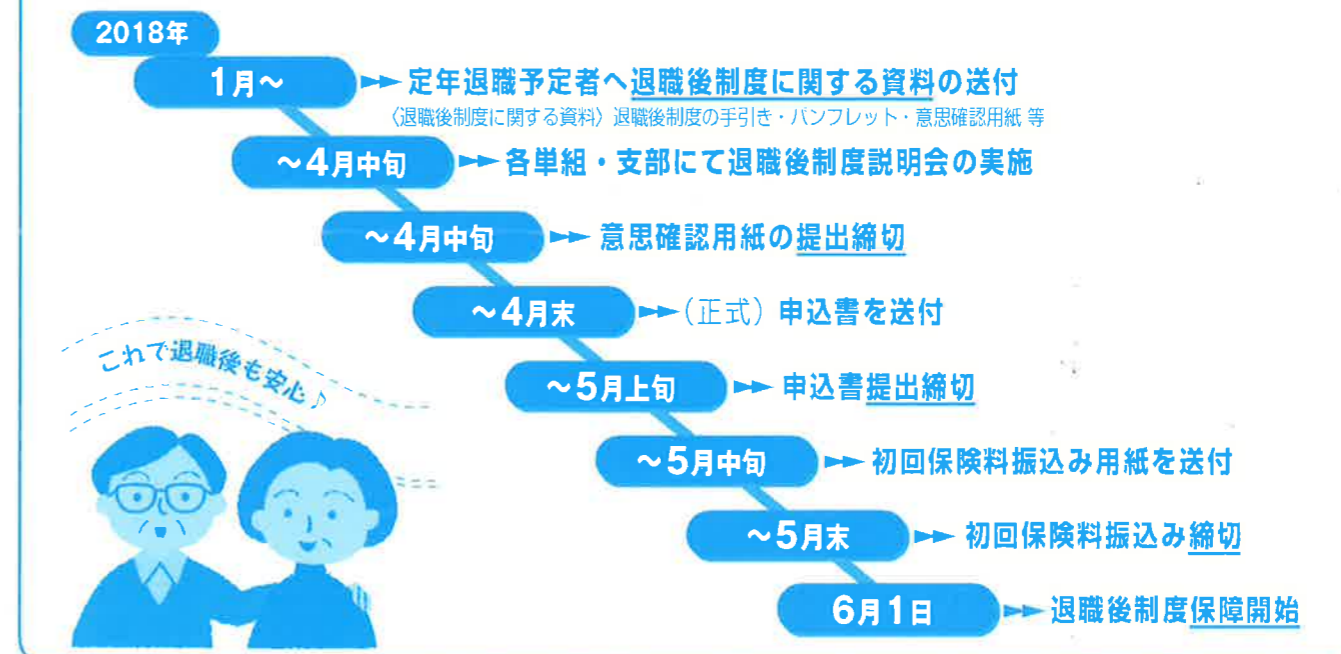 2018年
1月～ 定年退職予定者へ退職後制度に関する資料の送付
〈退職後制度に関する資料〉退職後制度の手引き・パンフレット・意思確認用紙 等
～4月中旬 各単組・支部にて退職後制度説明会の実施
～4月中旬 意思確認用紙の提出締切
～4月末 （正式）申込書を送付
～5月上旬 申込書提出締切
～5月中旬 初回保険料振込み用紙を送付
～5月末 初回保険料振込み締切
6月1日 退職後制度保障開始
これで退職後も安心♪